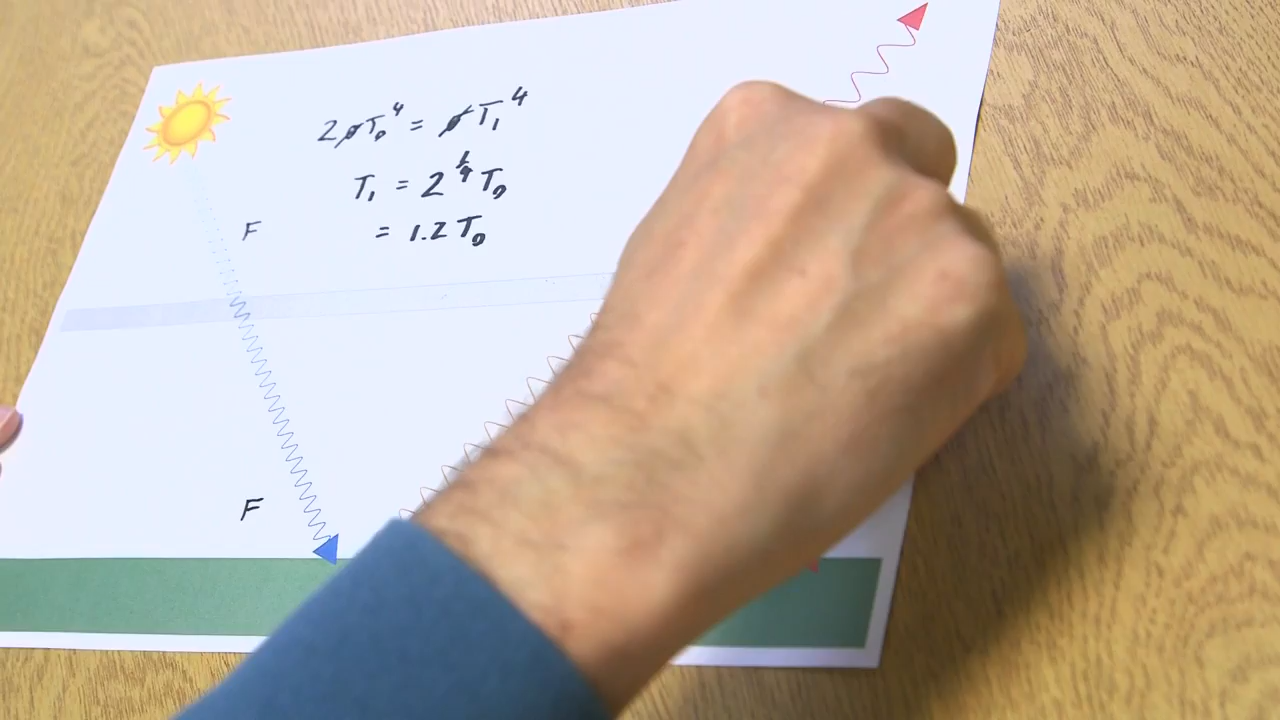 2σT₀⁴ = σT₁⁴
T₁ = 2^¼ T₀
= 1.2 T₀
F
F